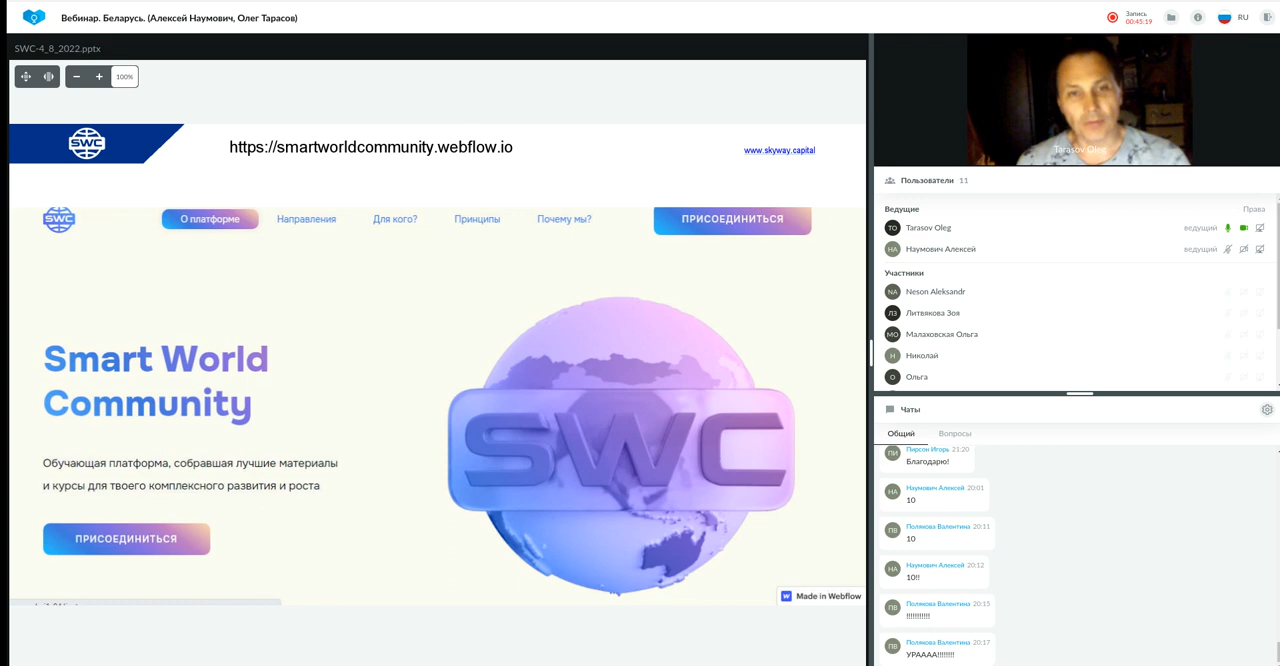 Вебинар. Беларусь. (Алексей Наумович, Олег Тарасов)
Запись
00:45:19
RU
SWC-4_8_2022.pptx
100%
SWC
https://smartworldcommunity.webflow.io
www.skyway.capital
SWC
О платформе
Направления
Для кого?
Принципы
Почему мы?
ПРИСОЕДИНИТЬСЯ
Smart World
Community
SWC
Обучающая платформа, собравшая лучшие материалы
и курсы для твоего комплексного развития и роста
ПРИСОЕДИНИТЬСЯ
Made in Webflow
Tarasov Oleg
Пользователи 11
Ведущие
Права
TO Tarasov Oleg ведущий
НА Наумович Алексей ведущий
Участники
NA Neson Aleksandr
ЛЗ Литвякова Зоя
МО Малаховская Ольга
Н Николай
О Ольга
Чаты
Общий
Вопросы
ПИ Пирсон Игорь 21:20
Благодарю!
НА Наумович Алексей 20:01
10
ПВ Полякова Валентина 20:11
10
НА Наумович Алексей 20:12
10!!
ПВ Полякова Валентина 20:15
!!!!!!!!!!!
ПВ Полякова Валентина 20:17
УРАААА!!!!!!!!